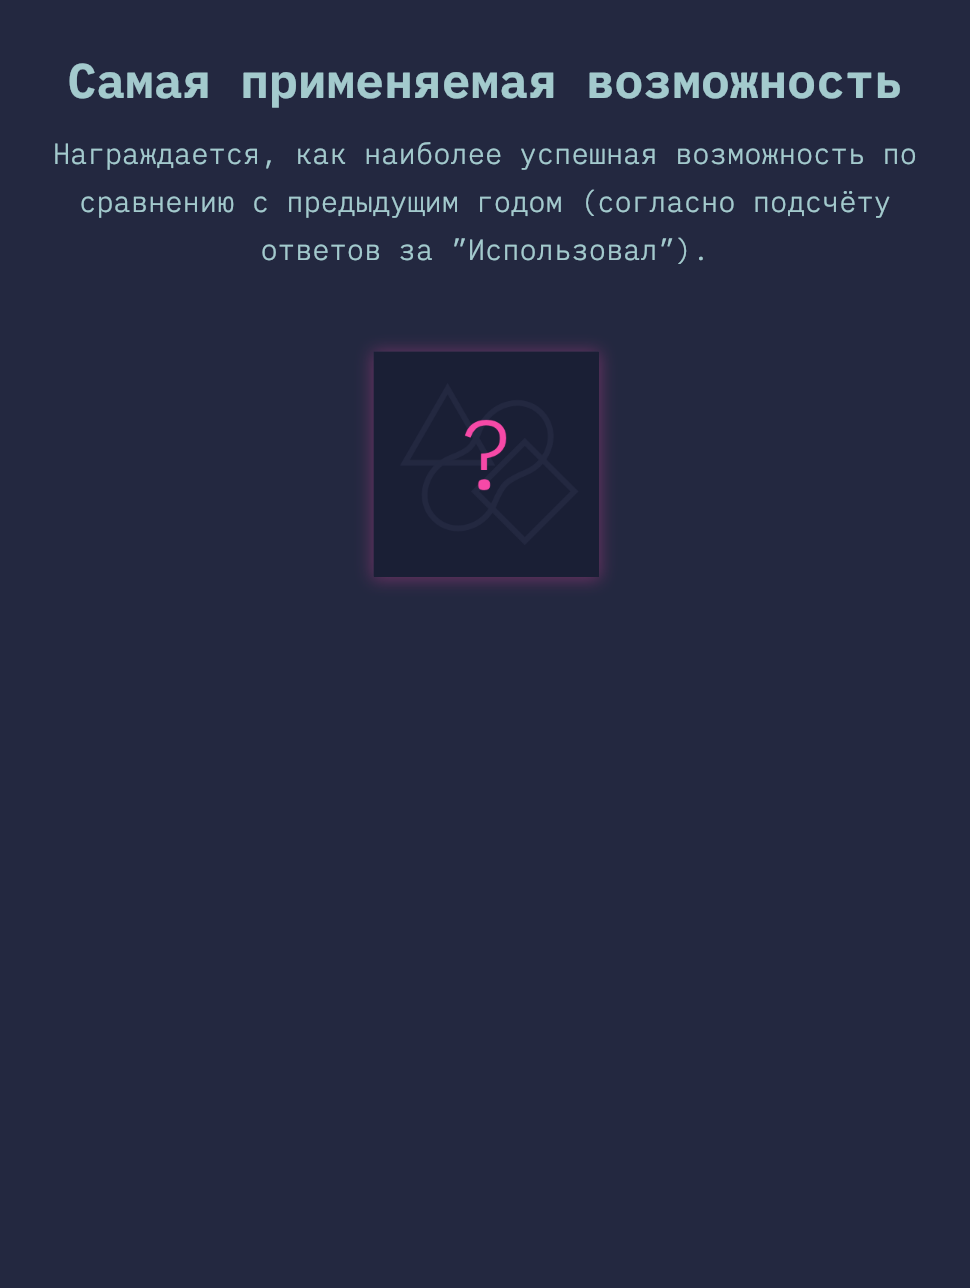 Самая применяемая возможность
Награждается, как наиболее успешная возможность по
сравнению с предыдущим годом (согласно подсчёту
ответов за ”Использовал”).
?